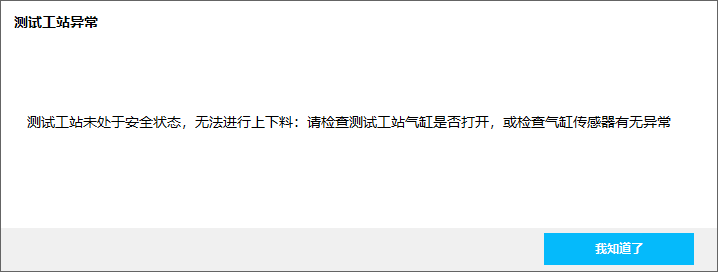 测试工站异常
测试工站未处于安全状态，无法进行上下料：请检查测试工站气缸是否打开，或检查气缸传感器有无异常
我知道了